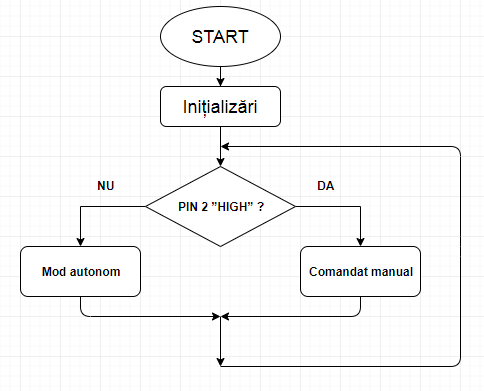 START
Inițializări
NU
DA
PIN 2 ”HIGH” ?
Mod autonom
Comandat manual